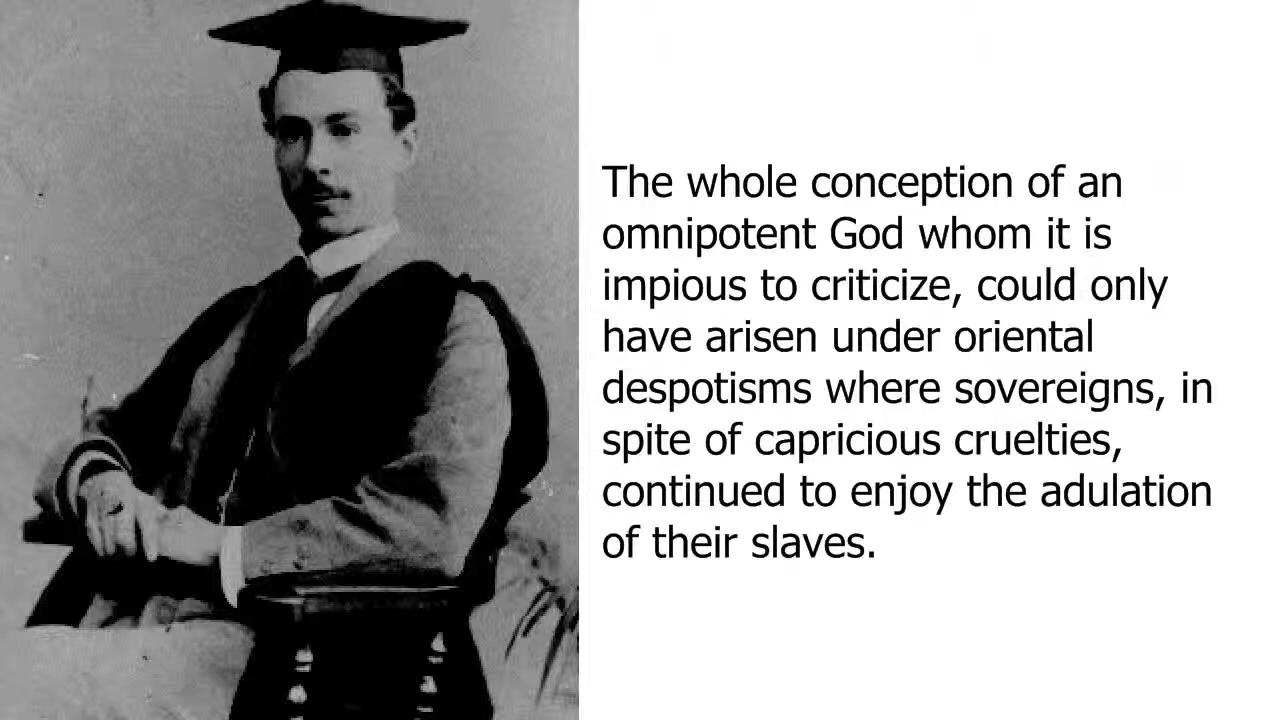 The whole conception of an
omnipotent God whom it is
impious to criticize, could only
have arisen under oriental
despotisms where sovereigns, in
spite of capricious cruelties,
continued to enjoy the adulation
of their slaves.